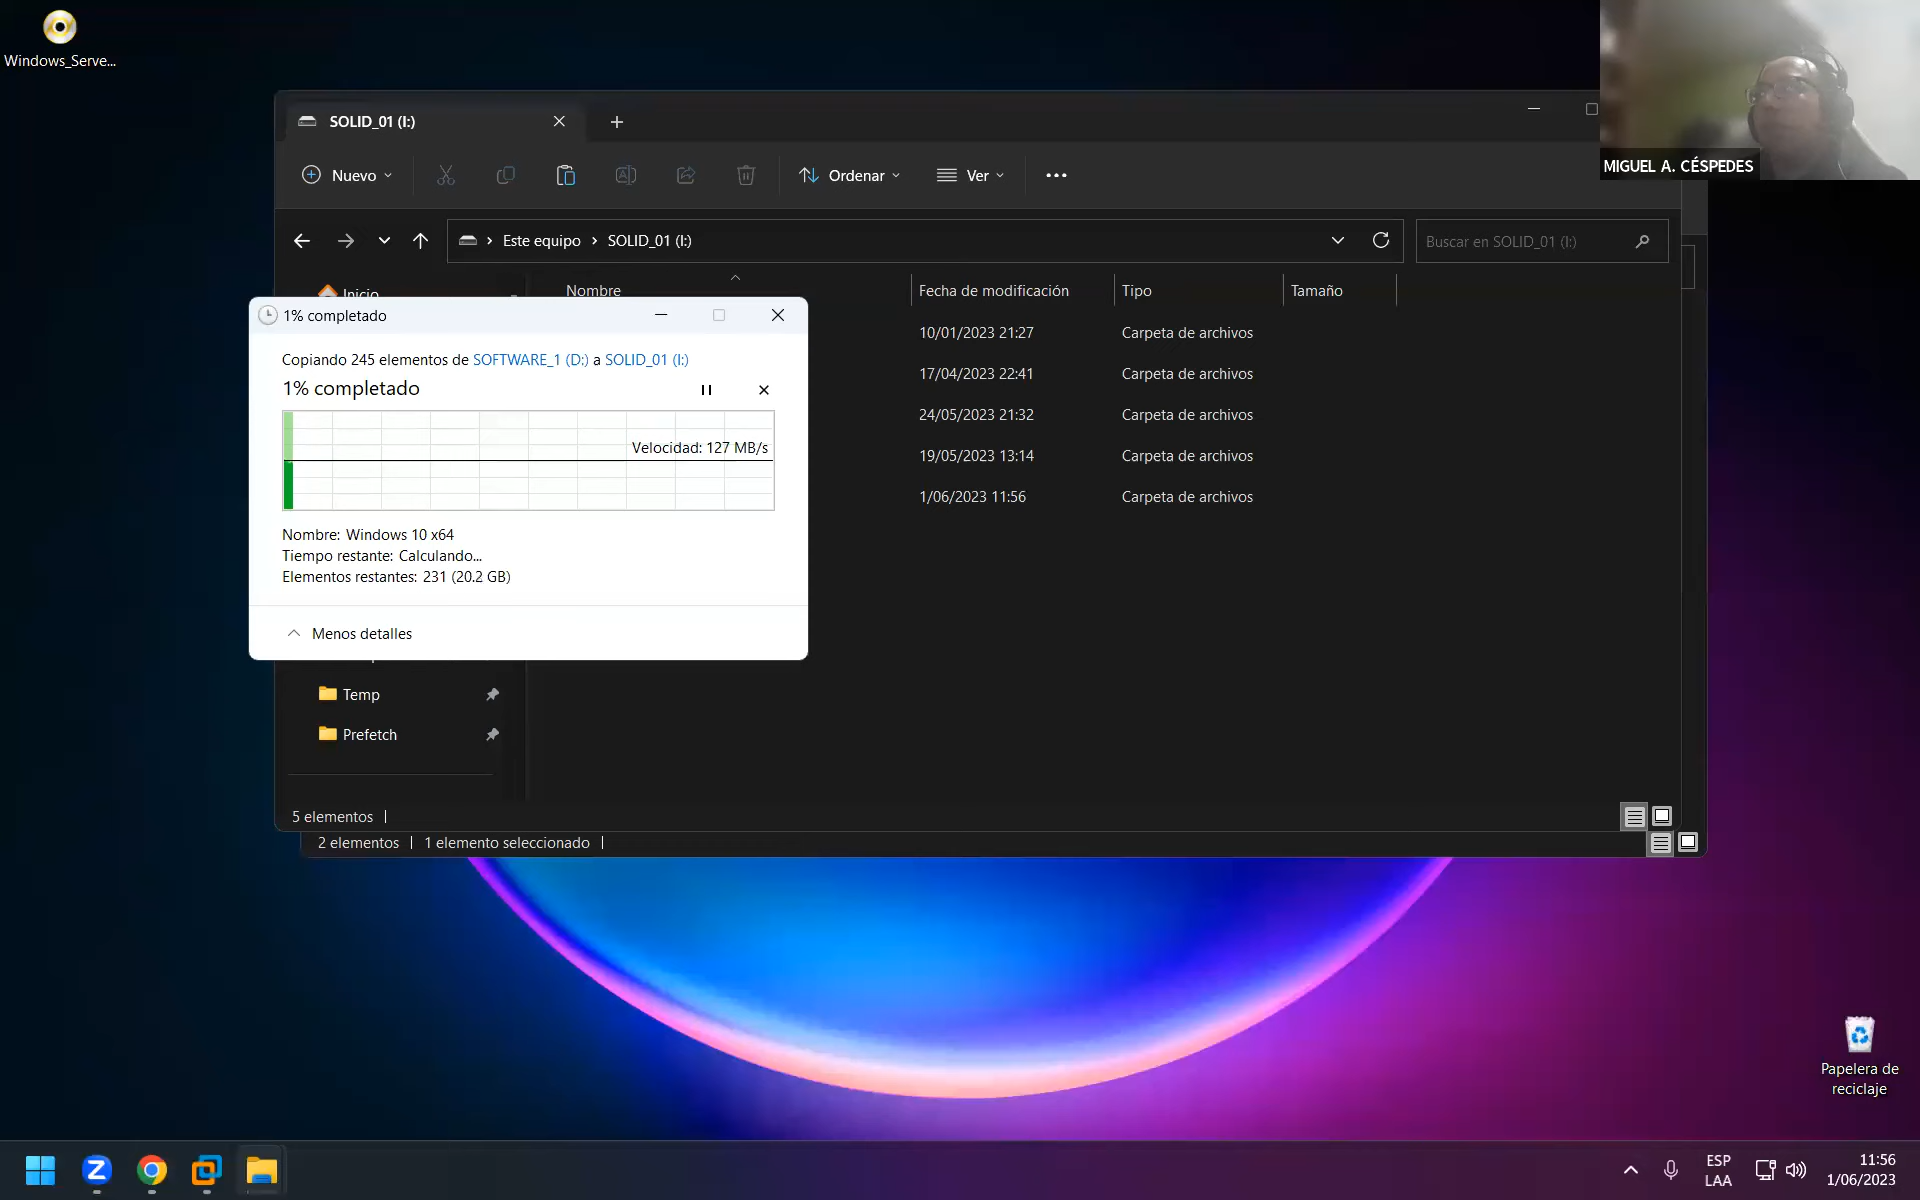 Windows_Serve...
MIGUEL A. CÉSPEDES
SOLID_01 (I:)
Nuevo
Ordenar
Ver
Este equipo
SOLID_01 (I:)
Buscar en SOLID_01 (I:)
Inicio
Nombre
Fecha de modificación
Tipo
Tamaño
10/01/2023 21:27
Carpeta de archivos
17/04/2023 22:41
Carpeta de archivos
24/05/2023 21:32
Carpeta de archivos
19/05/2023 13:14
Carpeta de archivos
1/06/2023 11:56
Carpeta de archivos
1% completado
Copiando 245 elementos de SOFTWARE_1 (D:) a SOLID_01 (I:)
1% completado
Velocidad: 127 MB/s
Nombre: Windows 10 x64
Tiempo restante: Calculando...
Elementos restantes: 231 (20.2 GB)
Menos detalles
Temp
Prefetch
5 elementos
2 elementos
1 elemento seleccionado
Papelera de
reciclaje
ESP
LAA
11:56
1/06/2023